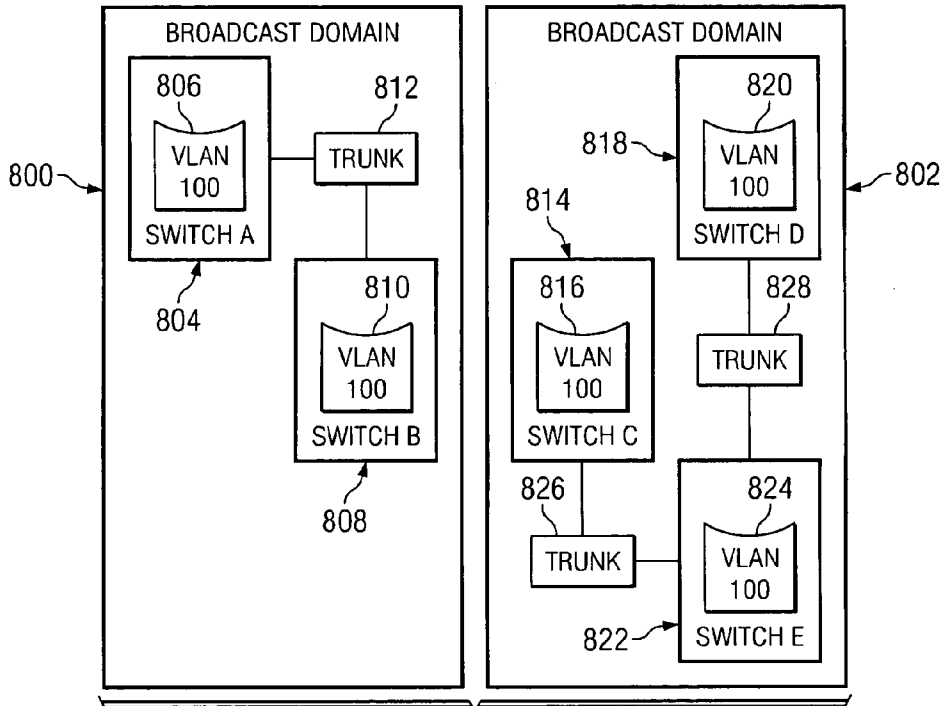 BROADCAST DOMAIN
806
812
VLAN
100
TRUNK
SWITCH A
800
804
810
VLAN
100
SWITCH B
808
BROADCAST DOMAIN
820
818
VLAN
100
802
SWITCH D
814
816
828
VLAN
100
TRUNK
SWITCH C
826
824
TRUNK
VLAN
100
822
SWITCH E